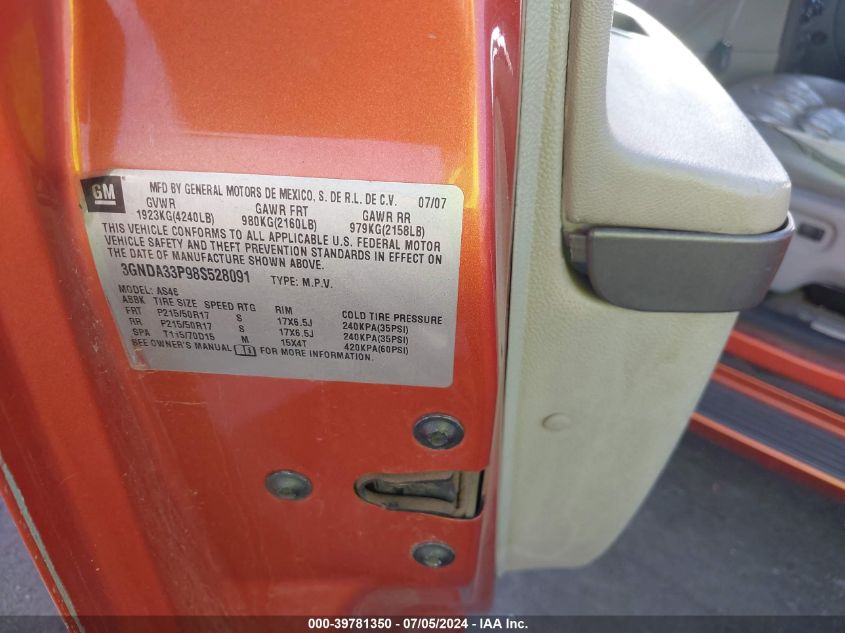 GM
MFD BY GENERAL MOTORS DE MEXICO, S. DE R.L. DE C.V. 07/07
GVWR GAWR FRT GAWR RR
1923KG(4240LB) 980KG(2160LB) 979KG(2158LB)
THIS VEHICLE CONFORMS TO ALL APPLICABLE U.S. FEDERAL MOTOR
VEHICLE SAFETY AND THEFT PREVENTION STANDARDS IN EFFECT ON
THE DATE OF MANUFACTURE SHOWN ABOVE.
3GNDA33P98S528091 TYPE: M.P.V.
MODEL: AS46
ABBK TIRE SIZE SPEED RTG RIM COLD TIRE PRESSURE
FRT P215/50R17 S 17X6.5J 240KPA(35PSI)
RR P215/50R17 S 17X6.5J 240KPA(35PSI)
SPA 15/70D15 M 15X4T 420KPA(60PSI)
SEE OWNER'S MANUAL FOR MORE INFORMATION.
000-39781350 - 07/05/2024 - IAA Inc.